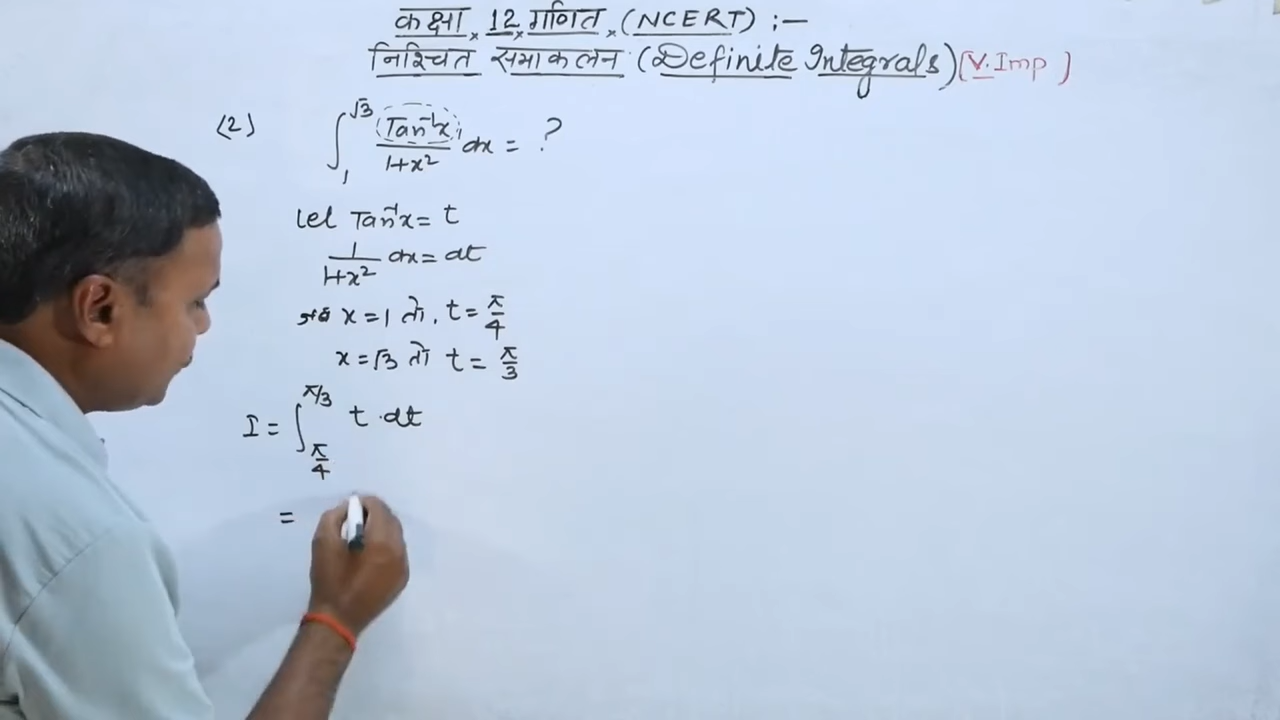 कक्षा × 12 × गणित × (NCERT) :-
निश्चित समाकलन (Definite Integrals) (V. Imp)
(2) ∫₁^√3 Tan⁻¹x / 1+x² dx = ?
Let Tan⁻¹x = t
1 / 1+x² dx = dt
जब x = 1 तो, t = π/4
x = √3 तो t = π/3
I = ∫_π/4^π/3 t · dt
=